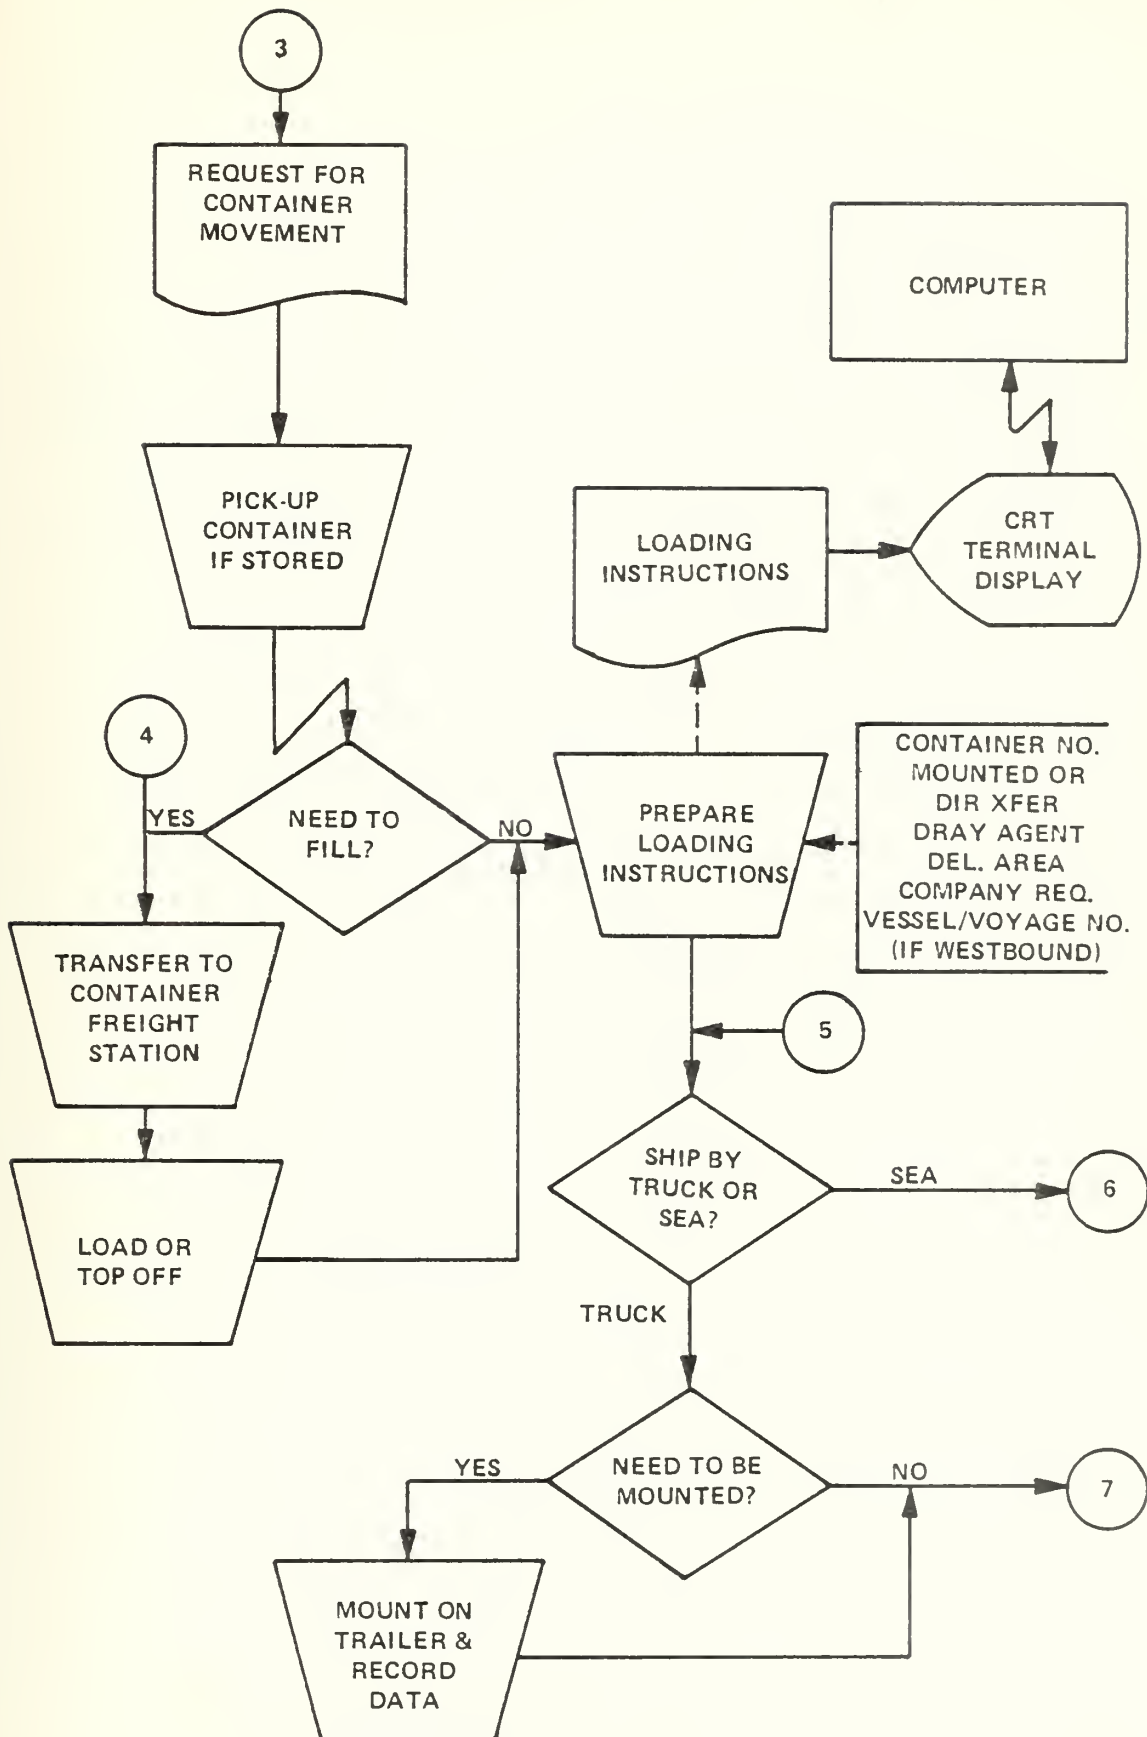 3
REQUEST FOR
CONTAINER
MOVEMENT
COMPUTER
PICK-UP
CONTAINER
IF STORED
LOADING
INSTRUCTIONS
CRT
TERMINAL
DISPLAY
4
YES
NEED TO
FILL?
NO
PREPARE
LOADING
INSTRUCTIONS
CONTAINER NO.
MOUNTED OR
DIR XFER
DRAY AGENT
DEL. AREA
COMPANY REQ.
VESSEL/VOYAGE NO.
(IF WESTBOUND)
TRANSFER TO
CONTAINER
FREIGHT
STATION
5
LOAD OR
TOP OFF
SHIP BY
TRUCK OR
SEA?
SEA
6
TRUCK
YES
NEED TO BE
MOUNTED?
NO
7
MOUNT ON
TRAILER &
RECORD
DATA